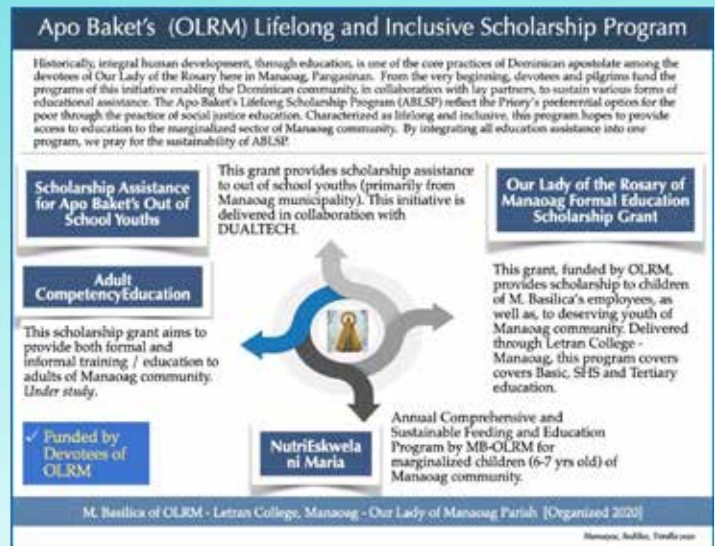 Apo Baket's (OLRM) Lifelong and Inclusive Scholarship Program
Historically, integral human development, through education, is one of the core practices of Dominican apostolate among the
devotees of Our Lady of the Rosary here in Manaoag, Pangasinan. From the very beginning, devotees and pilgrims fund the
programs of this initiative enabling the Dominican community, in collaboration with lay partners, to sustain various forms of
educational assistance. The Apo Baket's Lifelong Scholarship Program (ABLSP) reflect the Priory's preferential option for the
poor through the practice of social justice education. Characterized as lifelong and inclusive, this program hopes to provide
access to education to the marginalized sector of Manaoag community. By integrating all education assistance into one
program, we pray for the sustainability of ABLSP.
Scholarship Assistance
for Apo Baket's Out of
School Youths
This grant provides scholarship assistance
to out of school youths (primarily from
Manaoag municipality). This initiative is
delivered in collaboration with
DUALTECH.
Our Lady of the Rosary of
Manaoag Formal Education
Scholarship Grant
This grant, funded by OLRM,
provides scholarship to children
of M. Basilica's employees, as
well as, to deserving youth of
Manaoag community. Delivered
through Letran College -
Manaoag, this program covers
covers Basic, SHS and Tertiary
education.
Adult
CompetencyEducation
This scholarship grant aims to
provide both formal and
informal training / education to
adults of Manaoag community.
Under study.
✓ Funded by
Devotees of
OLRM
NutriEskwela
ni Maria
Annual Comprehensive and
Sustainable Feeding and Education
Program by MB-OLRM for
marginalized children (6-7 yrs old) of
Manaoag community.
M. Basilica of OLRM - Letran College, Manaoag - Our Lady of Manaoag Parish [Organized 2020]